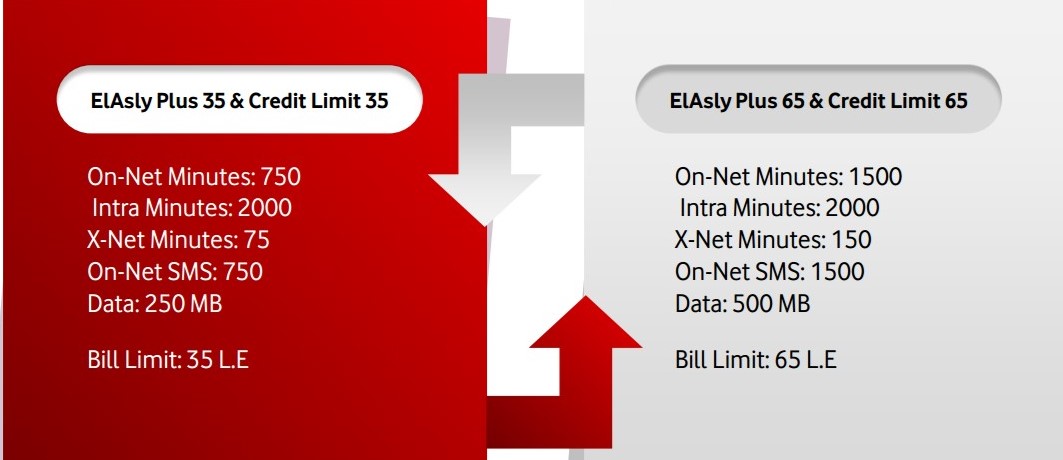 ElAsly Plus 35 & Credit Limit 35
On-Net Minutes: 750
Intra Minutes: 2000
X-Net Minutes: 75
On-Net SMS: 750
Data: 250 MB
Bill Limit: 35 L.E
ElAsly Plus 65 & Credit Limit 65
On-Net Minutes: 1500
Intra Minutes: 2000
X-Net Minutes: 150
On-Net SMS: 1500
Data: 500 MB
Bill Limit: 65 L.E